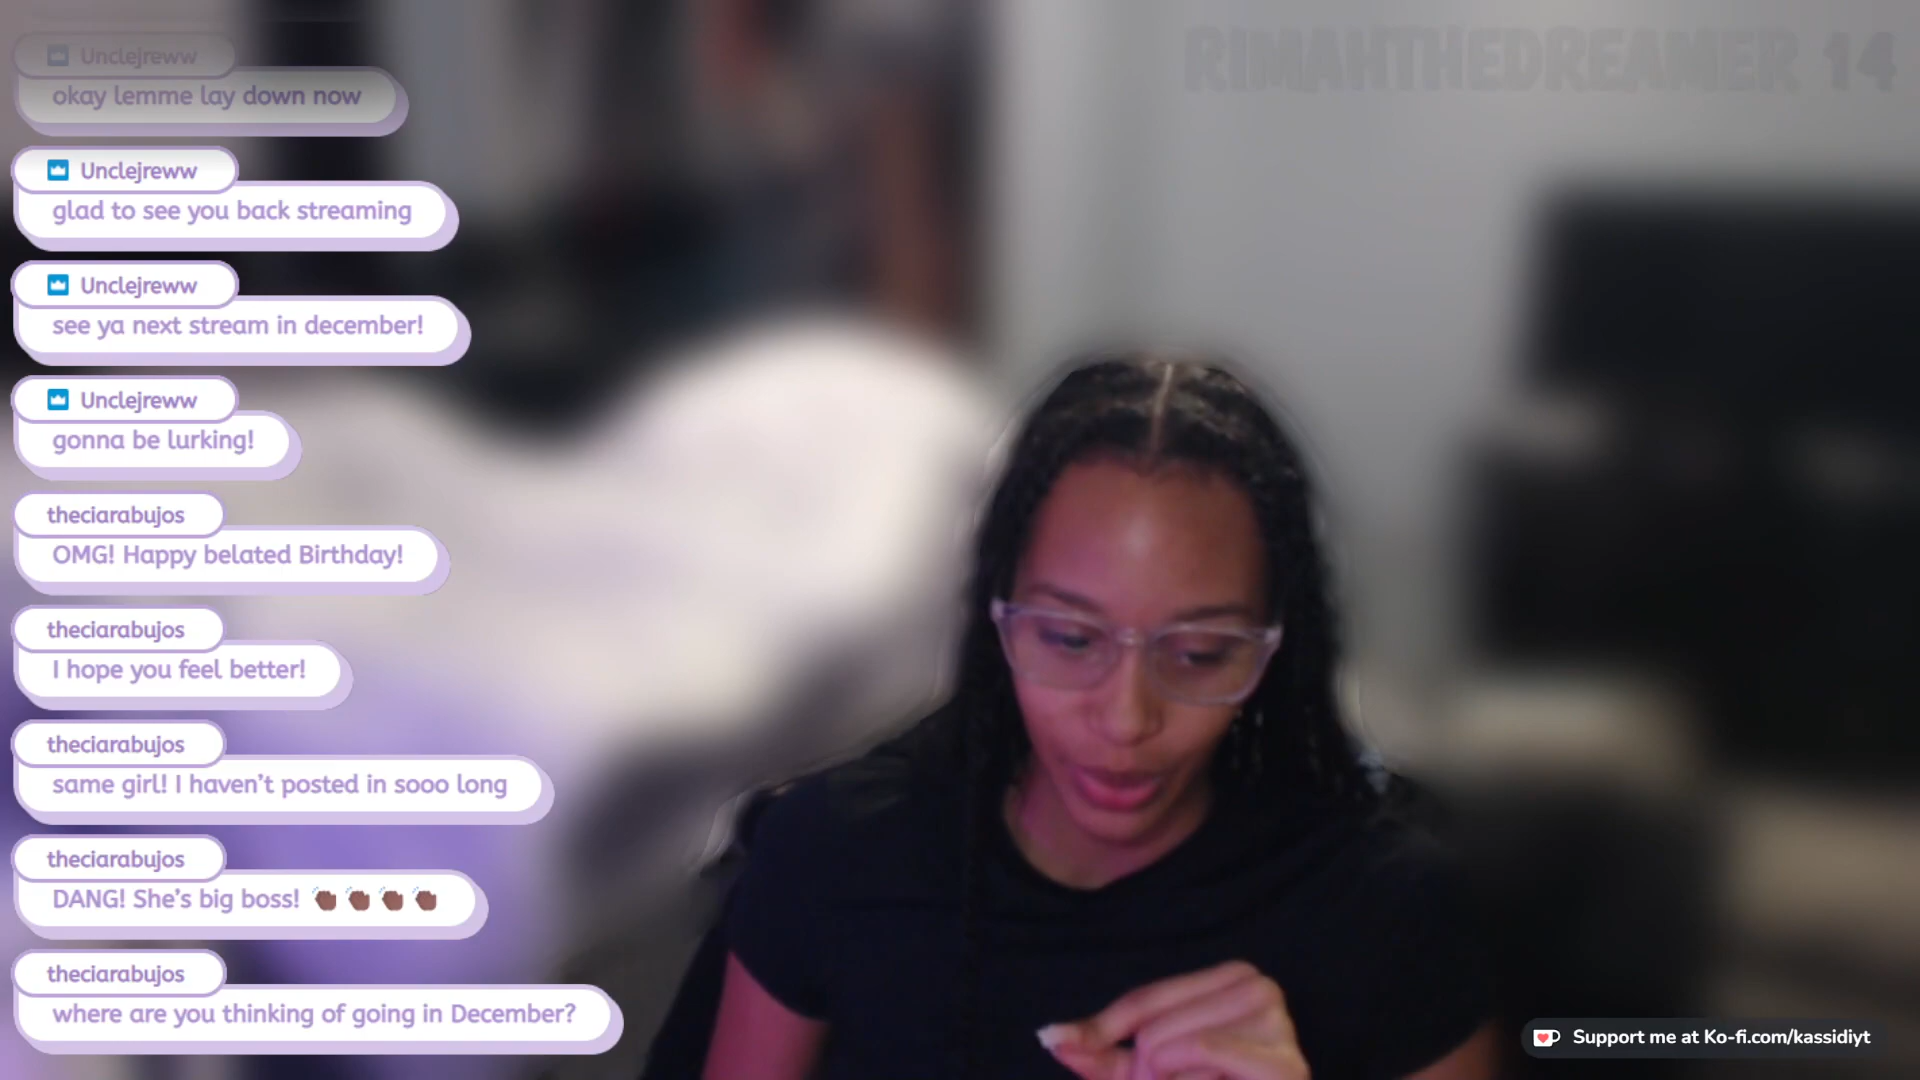 Unclejreww
okay lemme lay down now
Unclejreww
glad to see you back streaming
Unclejreww
see ya next stream in december!
Unclejreww
gonna be lurking!
theciarabujos
OMG! Happy belated Birthday!
theciarabujos
I hope you feel better!
theciarabujos
same girl! I haven't posted in sooo long
theciarabujos
DANG! She's big boss! 👏🏿 👏🏿 👏🏿 👏🏿
theciarabujos
where are you thinking of going in December?
RIMAHTHEDREAMER 14
Support me at Ko-fi.com/kassidiyt